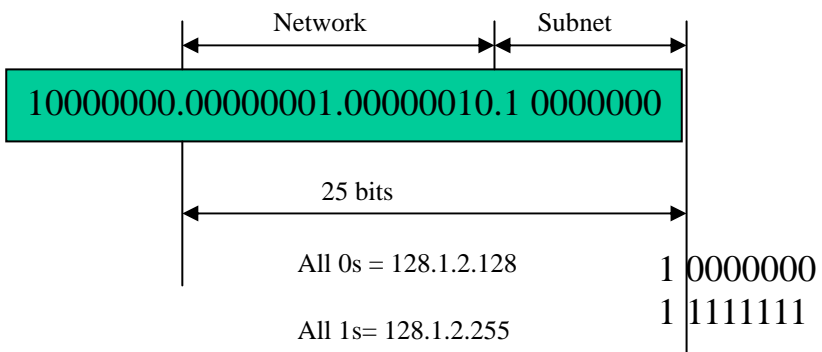 Network Subnet
10000000.00000001.00000010.1 0000000
25 bits
All 0s = 128.1.2.128
1 0000000
All 1s= 128.1.2.255
1 1111111